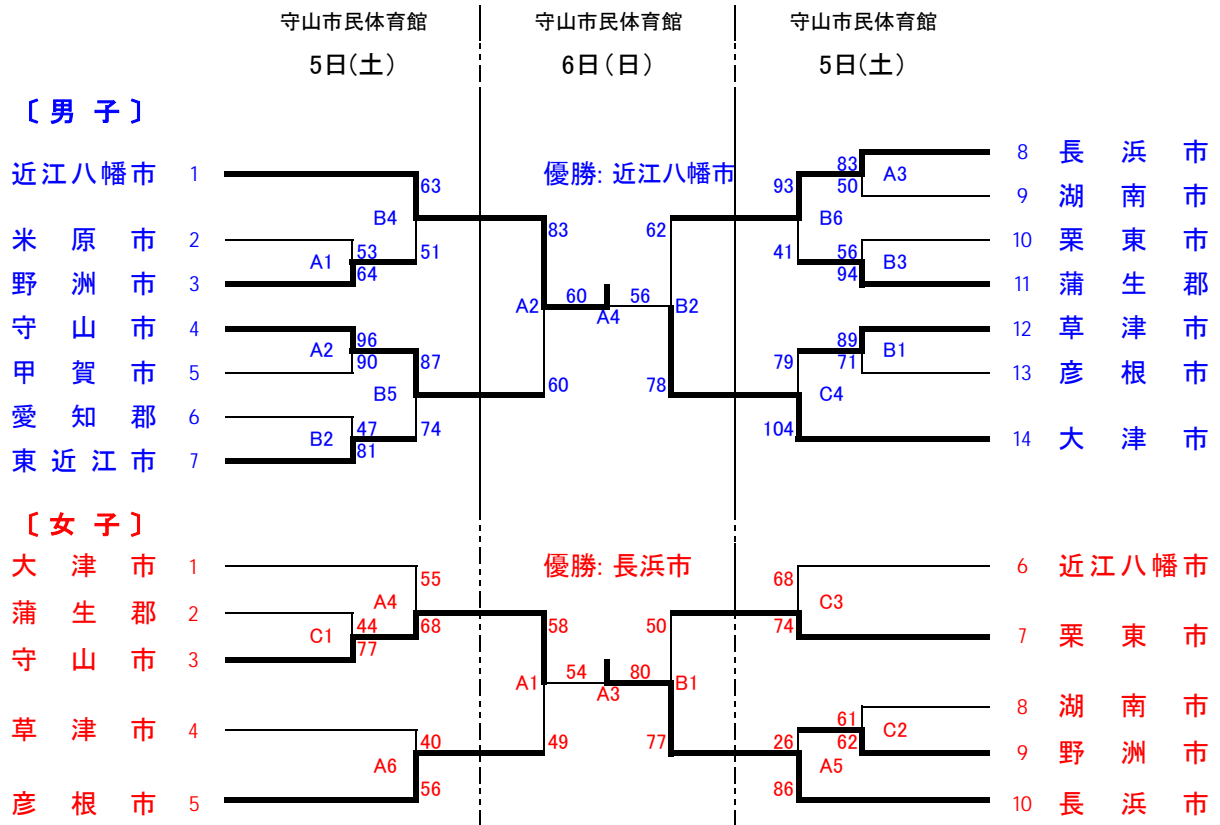 守山市民体育館 守山市民体育館 守山市民体育館
5日(土) 6日(日) 5日(土)
〔男子〕
優勝: 近江八幡市
近江八幡市 1
米原市 2
野洲市 3
守山市 4
甲賀市 5
愛知郡 6
東近江市 7
63
B4
53
A1
64
51
96
A2
90
87
B5
47
B2
81
74
83
A2
60
60
A4
56
62
B2
78
93
83
A3
50
B6
41
56
B3
94
79
89
B1
71
C4
104
8 長浜市
9 湖南市
10 栗東市
11 蒲生郡
12 草津市
13 彦根市
14 大津市
〔女子〕
優勝: 長浜市
大津市 1
蒲生郡 2
守山市 3
草津市 4
彦根市 5
55
A4
44
C1
77
68
40
A6
56
58
A1
49
54
A3
80
50
B1
77
68
C3
74
61
C2
62
26
A5
86
6 近江八幡市
7 栗東市
8 湖南市
9 野洲市
10 長浜市